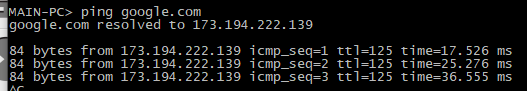 MAIN-PC> ping google.com
google.com resolved to 173.194.222.139
84 bytes from 173.194.222.139 icmp_seq=1 ttl=125 time=17.526 ms
84 bytes from 173.194.222.139 icmp_seq=2 ttl=125 time=25.276 ms
84 bytes from 173.194.222.139 icmp_seq=3 ttl=125 time=36.555 ms
^C